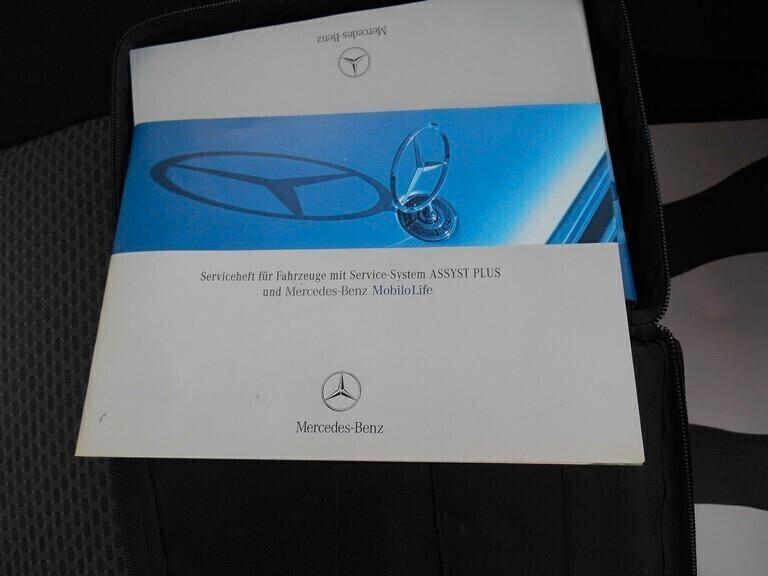 Mercedes-Benz
Serviceheft für Fahrzeuge mit Service-System ASSYST PLUS
und Mercedes-Benz MobiloLife
Mercedes-Benz